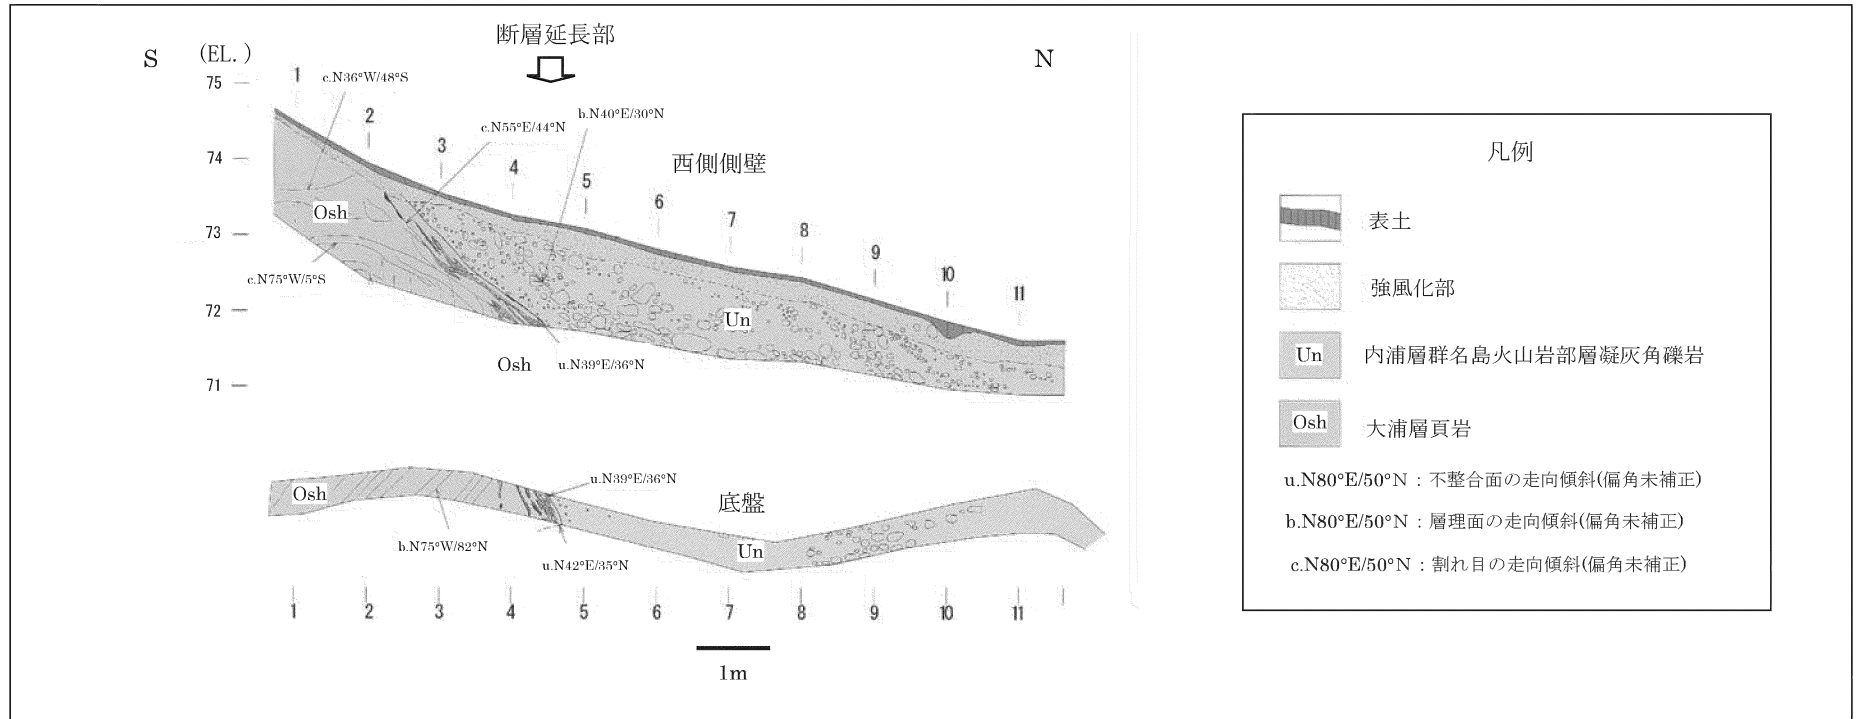 断層延長部
S
(EL.)
N
75
74
73
72
71
1
2
3
4
5
6
7
8
9
10
11
c.N36°W/48°S
c.N55°E/44°N
b.N40°E/30°N
西側側壁
Osh
c.N75°W/5°S
Un
Osh
u.N39°E/36°N
u.N39°E/36°N
底盤
Osh
Un
b.N75°W/82°N
u.N42°E/35°N
1
2
3
4
5
6
7
8
9
10
11
1m
凡例
表土
強風化部
Un 内浦層群名島火山岩部層凝灰角礫岩
Osh 大浦層頁岩
u.N80°E/50°N：不整合面の走向傾斜(偏角未補正)
b.N80°E/50°N：層理面の走向傾斜(偏角未補正)
c.N80°E/50°N：割れ目の走向傾斜(偏角未補正)